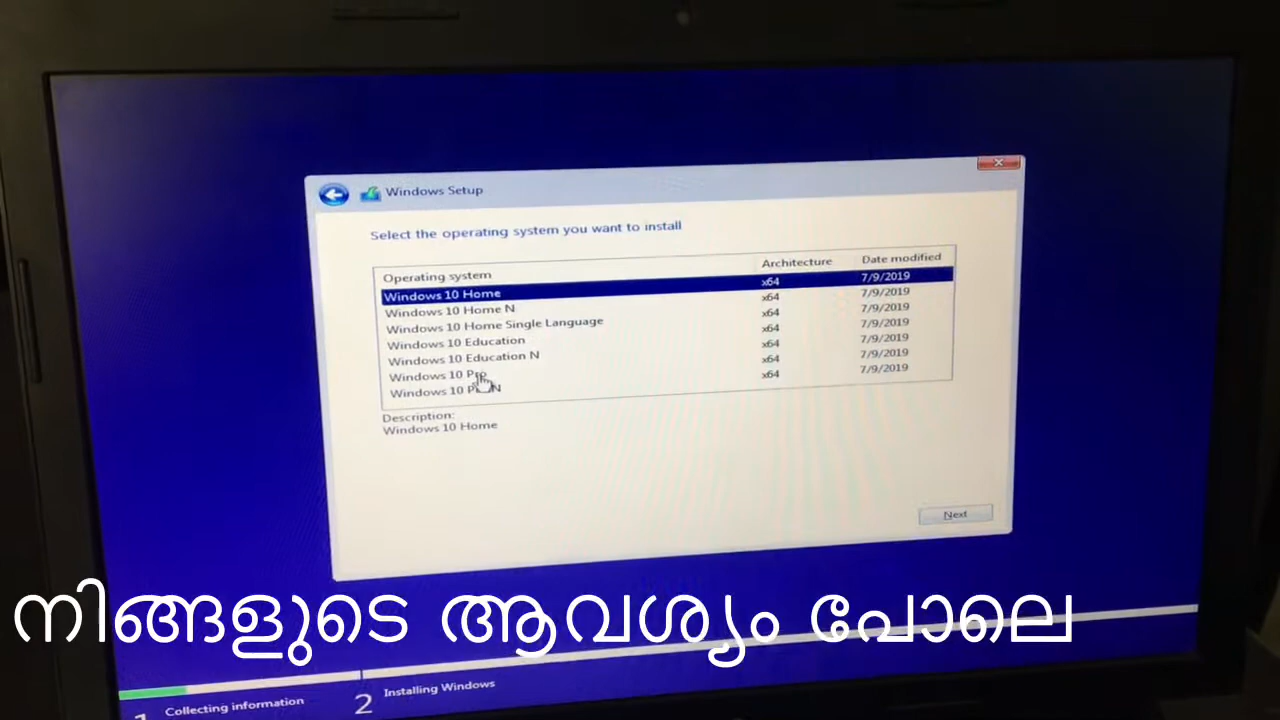 Windows Setup
Select the operating system you want to install
Operating system Architecture Date modified
Windows 10 Home x64 7/9/2019
Windows 10 Home N x64 7/9/2019
Windows 10 Home Single Language x64 7/9/2019
Windows 10 Education x64 7/9/2019
Windows 10 Education N x64 7/9/2019
Windows 10 Pro x64 7/9/2019
Windows 10 N x64 7/9/2019
Description:
Windows 10 Home
Next
നിങ്ങളുടെ ആവശ്യം പോലെ
1 Collecting information 2 Installing Windows